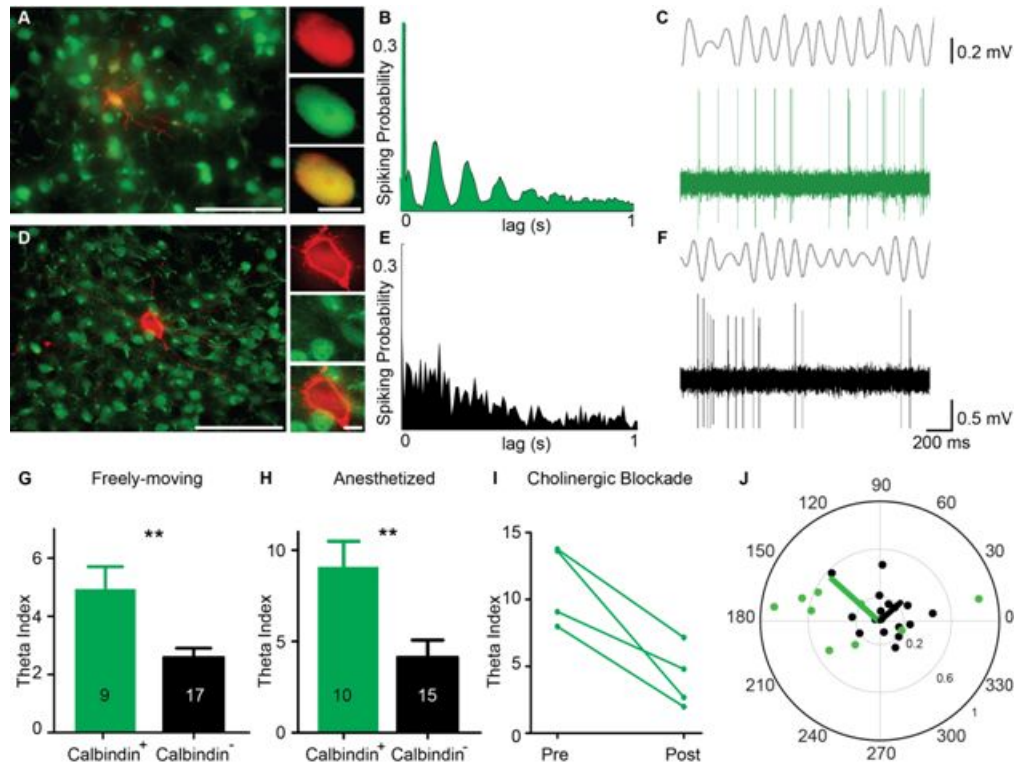 A
B
0.3
Spiking Probability
0
1
lag (s)
C
0.2 mV
D
E
0.3
Spiking Probability
0
1
lag (s)
F
0.5 mV
200 ms
G Freely-moving
**
6
4
2
0
Theta Index
9
17
Calbindin+ Calbindin-
H Anesthetized
**
10
5
0
Theta Index
10
15
Calbindin+ Calbindin-
I Cholinergic Blockade
15
10
5
0
Theta Index
Pre Post
J
90
120 60
150 30
180 0
0.2
0.6
1
210 330
240 300
270